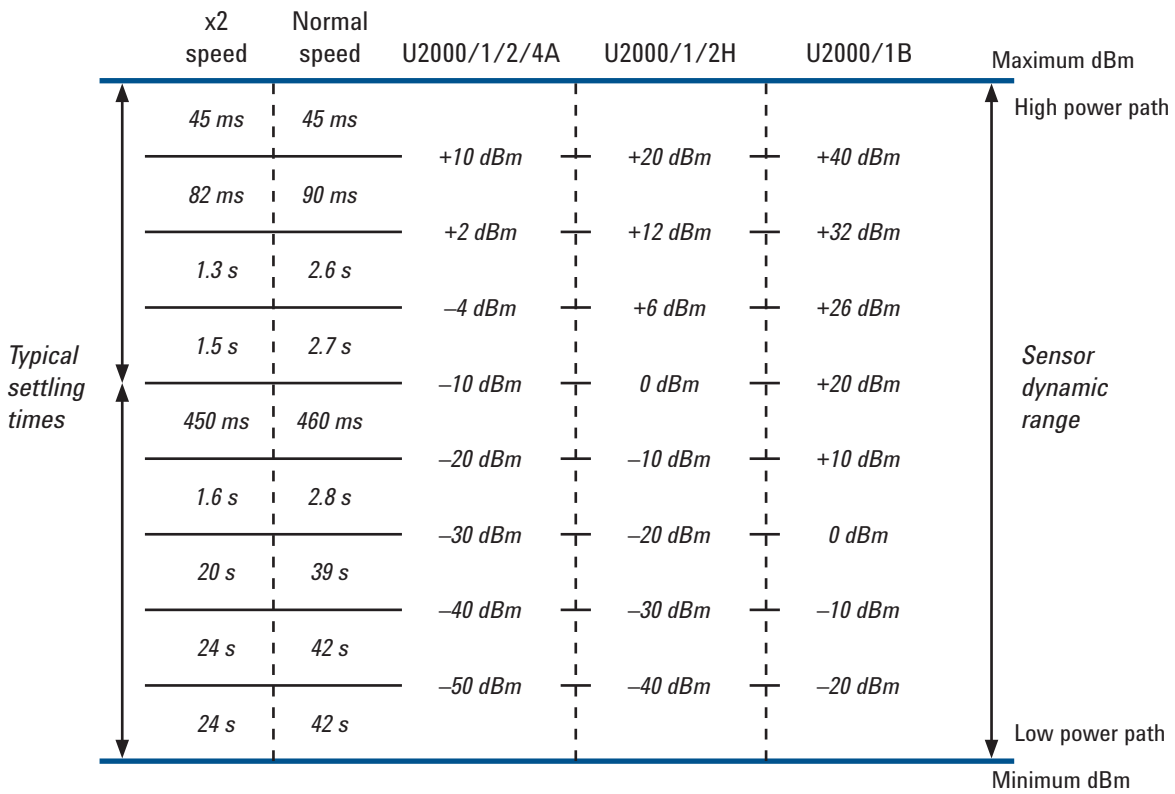 x2 speed Normal speed U2000/1/2/4A U2000/1/2H U2000/1B Maximum dBm
High power path
45 ms 45 ms
+10 dBm +20 dBm +40 dBm
82 ms 90 ms
+2 dBm +12 dBm +32 dBm
1.3 s 2.6 s
–4 dBm +6 dBm +26 dBm
1.5 s 2.7 s
Typical settling times
–10 dBm 0 dBm +20 dBm
Sensor dynamic range
450 ms 460 ms
–20 dBm –10 dBm +10 dBm
1.6 s 2.8 s
–30 dBm –20 dBm 0 dBm
20 s 39 s
–40 dBm –30 dBm –10 dBm
24 s 42 s
–50 dBm –40 dBm –20 dBm
24 s 42 s
Low power path
Minimum dBm